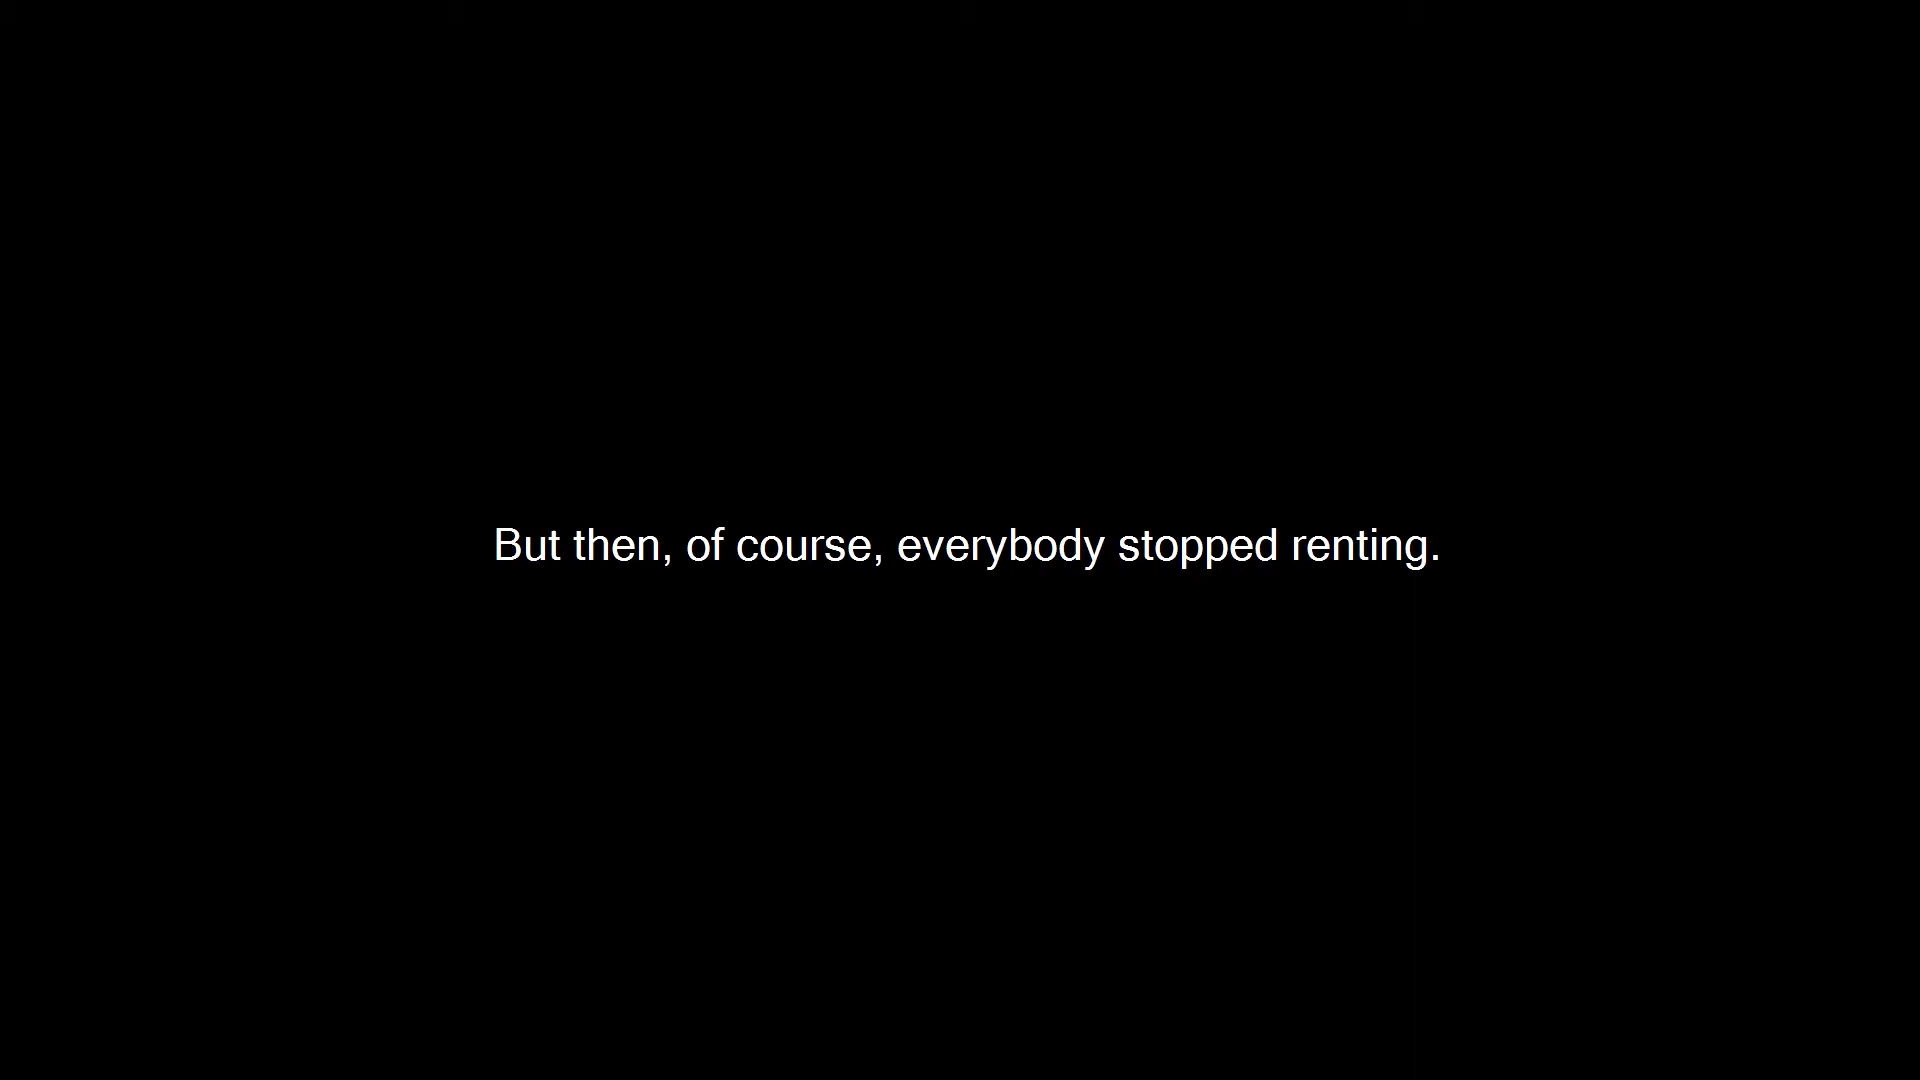 But then, of course, everybody stopped renting.